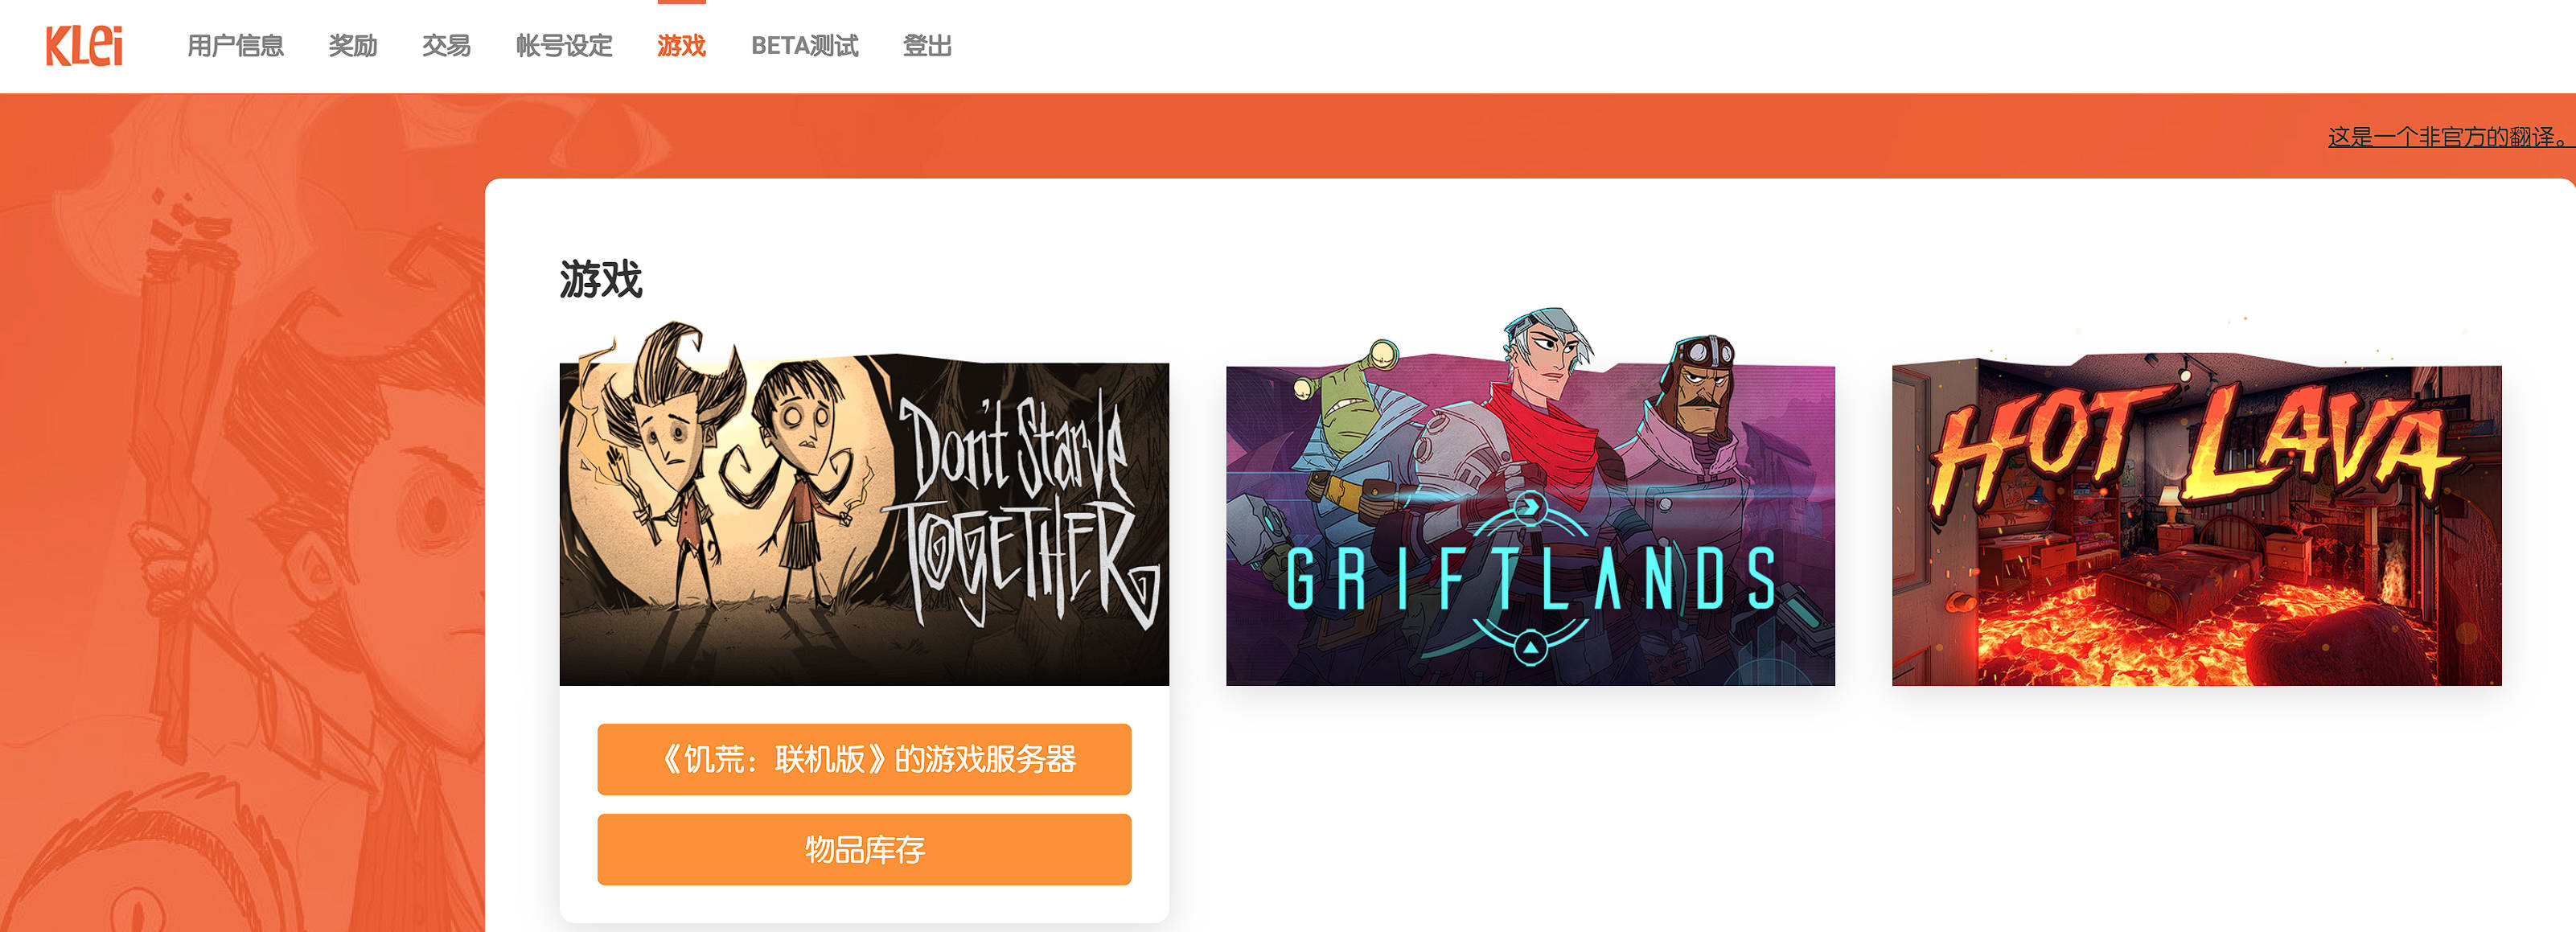 Klei 用户信息 奖励 交易 帐号设定 游戏 BETA测试 登出
这是一个非官方的翻译。
游戏
Don't Starve
TOGETHER
GRIFTLANDS
HOT LAVA
《饥荒：联机版》的游戏服务器
物品库存